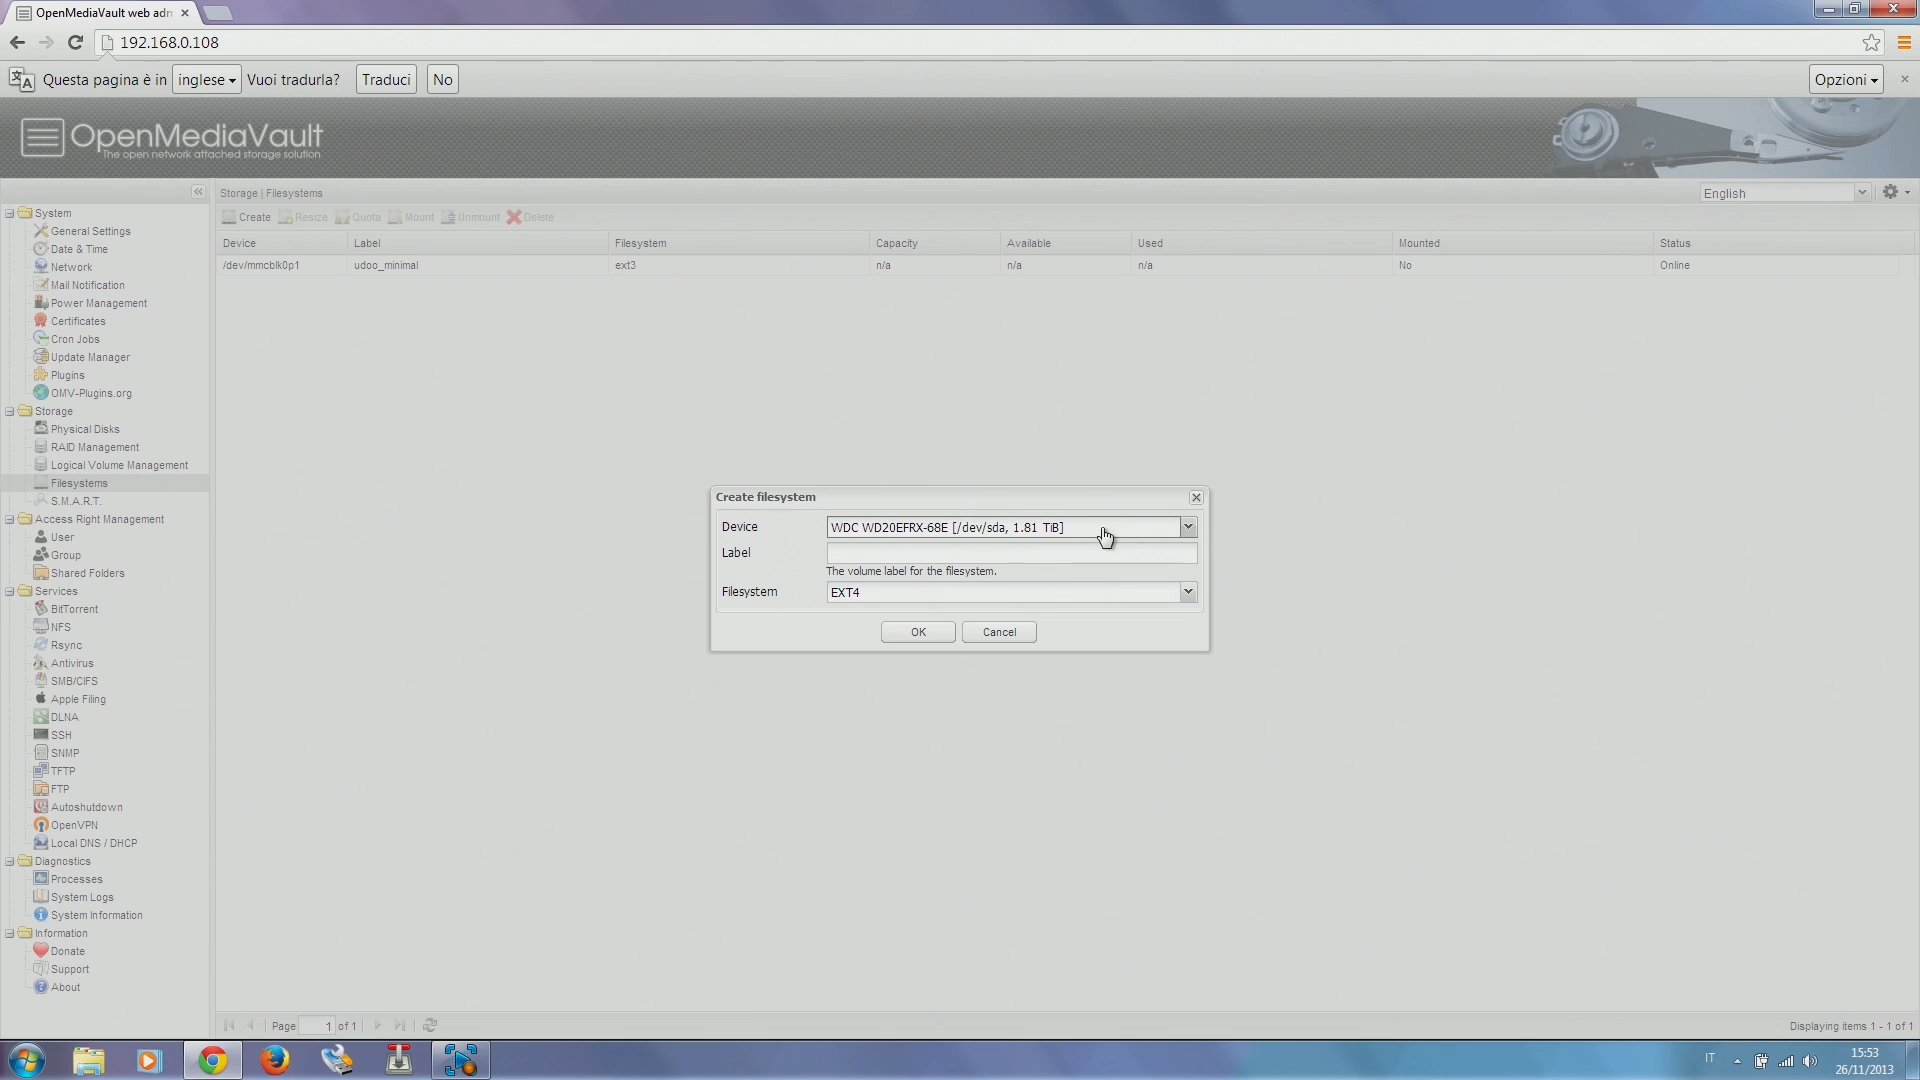 OpenMediaVault web adm
192.168.0.108
Questa pagina è in inglese Vuoi tradurla? Traduci No Opzioni
OpenMediaVault
The open network attached storage solution
Storage | Filesystems English
Create Resize Quota Mount Unmount Delete
Device Label Filesystem Capacity Available Used Mounted Status
/dev/mmcblk0p1 udoo_minimal ext3 n/a n/a n/a No Online
System
General Settings
Date & Time
Network
Mail Notification
Power Management
Certificates
Cron Jobs
Update Manager
Plugins
OMV-Plugins.org
Storage
Physical Disks
RAID Management
Logical Volume Management
Filesystems
S.M.A.R.T.
Access Right Management
User
Group
Shared Folders
Services
BitTorrent
NFS
Rsync
Antivirus
SMB/CIFS
Apple Filing
DLNA
SSH
SNMP
TFTP
FTP
Autoshutdown
OpenVPN
Local DNS / DHCP
Diagnostics
Processes
System Logs
System Information
Information
Donate
Support
About
Create filesystem
Device WDC WD20EFRX-68E [/dev/sda, 1.81 TiB]
Label
The volume label for the filesystem.
Filesystem EXT4
OK Cancel
Page 1 of 1 Displaying items 1 - 1 of 1
IT 15:53
26/11/2013